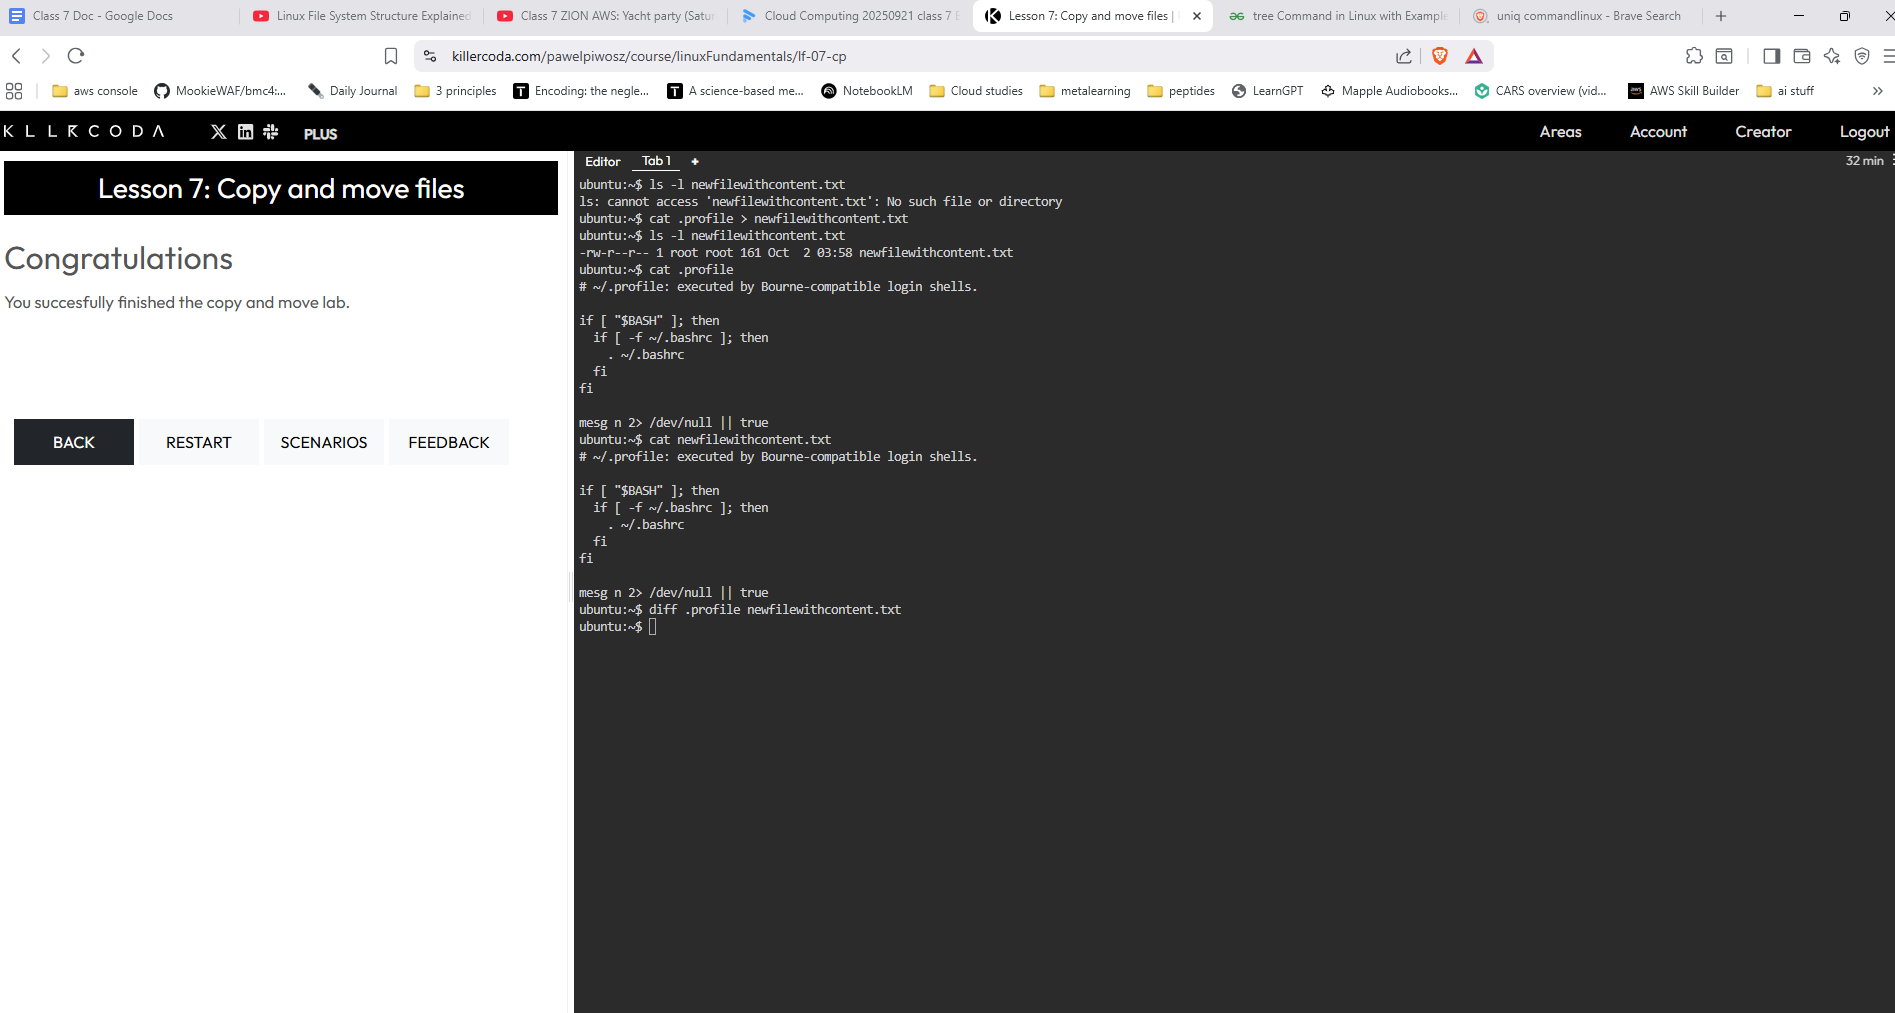 Class 7 Doc - Google Docs
Linux File System Structure Explained
Class 7 ZION AWS: Yacht party (Satur
Cloud Computing 20250921 class 7 E
Lesson 7: Copy and move files |
tree Command in Linux with Example
uniq commandlinux - Brave Search
killercoda.com/pawelpiwosz/course/linuxFundamentals/lf-07-cp
aws console
MookieWAF/bmc4:...
Daily Journal
3 principles
Encoding: the negle...
A science-based me...
NotebookLM
Cloud studies
metalearning
peptides
LearnGPT
Mapple Audiobooks...
CARS overview (vid...
AWS Skill Builder
ai stuff
KLLRCODA
PLUS
Areas
Account
Creator
Logout
Lesson 7: Copy and move files
Congratulations
You succesfully finished the copy and move lab.
BACK
RESTART
SCENARIOS
FEEDBACK
Editor
Tab 1
+
32 min
ubuntu:~$ ls -l newfilewithcontent.txt
ls: cannot access 'newfilewithcontent.txt': No such file or directory
ubuntu:~$ cat .profile > newfilewithcontent.txt
ubuntu:~$ ls -l newfilewithcontent.txt
-rw-r--r-- 1 root root 161 Oct  2 03:58 newfilewithcontent.txt
ubuntu:~$ cat .profile
# ~/.profile: executed by Bourne-compatible login shells.
if [ "$BASH" ]; then
  if [ -f ~/.bashrc ]; then
    . ~/.bashrc
  fi
fi
mesg n 2> /dev/null || true
ubuntu:~$ cat newfilewithcontent.txt
# ~/.profile: executed by Bourne-compatible login shells.
if [ "$BASH" ]; then
  if [ -f ~/.bashrc ]; then
    . ~/.bashrc
  fi
fi
mesg n 2> /dev/null || true
ubuntu:~$ diff .profile newfilewithcontent.txt
ubuntu:~$